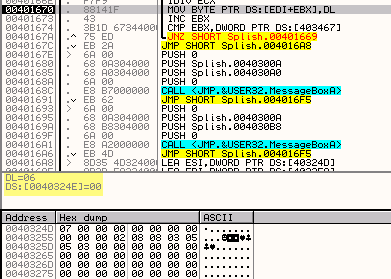 00401670 . 88141F MOV BYTE PTR DS:[EDI+EBX],DL
00401673 . 43 INC EBX
00401674 . 3B1D 6734400 CMP EBX,DWORD PTR DS:[403467]
0040167A .^ 75 ED JNZ SHORT Splish.00401669
0040167C .v EB 2A JMP SHORT Splish.004016A8
0040167E > 6A 00 PUSH 0
00401680 . 68 0A304000 PUSH Splish.0040300A
00401685 . 68 A0304000 PUSH Splish.004030A0
0040168A . 6A 00 PUSH 0
0040168C . E8 B7000000 CALL <JMP.&USER32.MessageBoxA>
00401691 .v EB 62 JMP SHORT Splish.004016F5
00401693 > 6A 00 PUSH 0
00401695 . 68 0A304000 PUSH Splish.0040300A
0040169A . 68 B8304000 PUSH Splish.004030B8
0040169F . 6A 00 PUSH 0
004016A1 . E8 A2000000 CALL <JMP.&USER32.MessageBoxA>
004016A6 .v EB 4D JMP SHORT Splish.004016F5
004016A8 > 8D35 4D32400 LEA ESI,DWORD PTR DS:[40324D]
DL=06
DS:[0040324E]=00
Address Hex dump ASCII
0040324D 07 00 00 00 00 00 00 00
00403255 00 00 00 02 08 08 03 05
0040325D 05 03 00 00 00 00 00 00
00403265 00 00 00 00 00 00 00 00 ........
0040326D 00 00 00 00 00 00 00 00 ........
00403275 00 00 00 00 00 00 00 00 ........